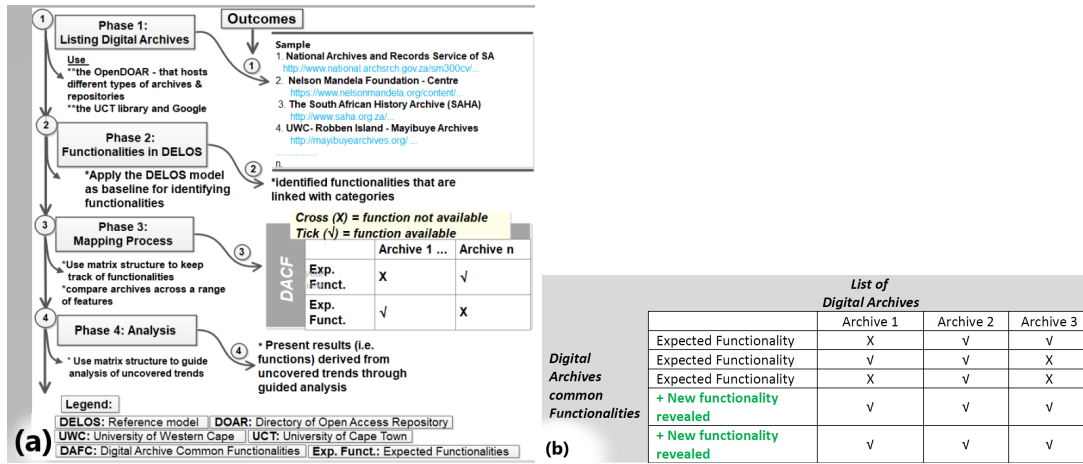 1
Phase 1:
Listing Digital Archives
Outcomes
Use
**the OpenDOAR - that hosts
different types of archives &
repositories
**the UCT library and Google
1
Sample
1. National Archives and Records Service of SA
http://www.national.archsrch.gov.za/sm300cv/...
2. Nelson Mandela Foundation - Centre
https://www.nelsonmandela.org/content/...
3. The South African History Archive (SAHA)
http://www.saha.org.za/...
4. UWC- Robben Island - Mayibuye Archives
http://mayibuyearchives.org/ ...
..................
n.
2
Phase 2:
Functionalities in DELOS
*Apply the DELOS model
as baseline for identifying
functionalities
2
*identified functionalities that are
linked with categories
3
Phase 3:
Mapping Process
*Use matrix structure to keep
track of functionalities
*compare archives across a range
of features
3
Cross (X) = function not available
Tick (√) = function available
DACF
Archive 1 ... Archive n
Exp. Funct. X √
Exp. Funct. √ X
4
Phase 4: Analysis
* Use matrix structure to guide
analysis of uncovered trends
4
* Present results (i.e.
functions) derived from
uncovered trends through
guided analysis
Legend:
DELOS: Reference model DOAR: Directory of Open Access Repository
UWC: University of Western Cape UCT: University of Cape Town
DAFC: Digital Archive Common Functionalities Exp. Funct.: Expected Functionalities
(a)
List of
Digital Archives
Archive 1 Archive 2 Archive 3
Digital
Archives
common
Functionalities
Expected Functionality X √ √
Expected Functionality √ √ X
Expected Functionality X √ X
+ New functionality
revealed √ √ √
+ New functionality
revealed √ √ √
(b)